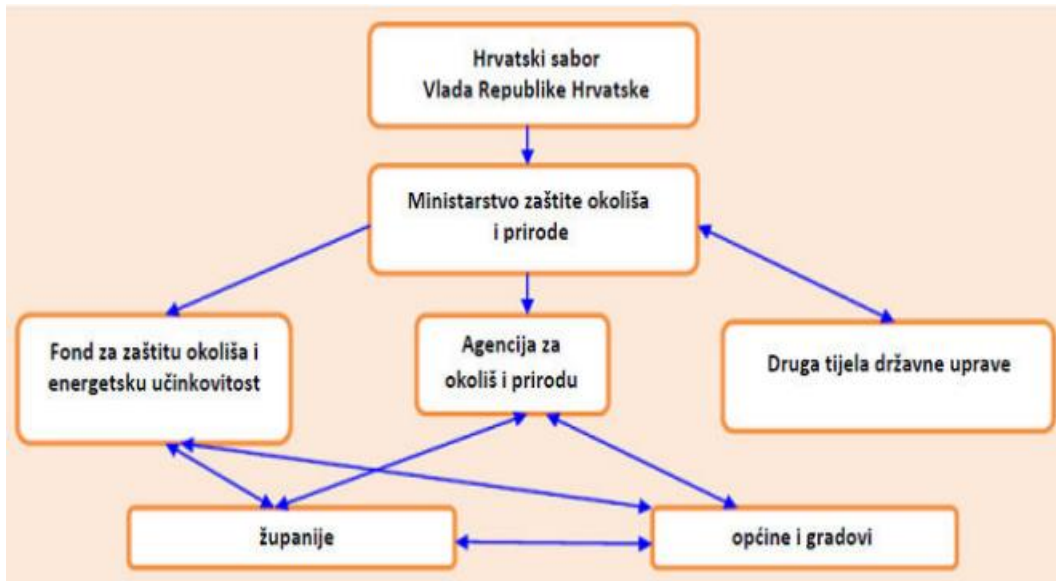 Hrvatski sabor
Vlada Republike Hrvatske
Ministarstvo zaštite okoliša
i prirode
Fond za zaštitu okoliša i
energetsku učinkovitost
Agencija za
okoliš i prirodu
Druga tijela državne uprave
županije
općine i gradovi